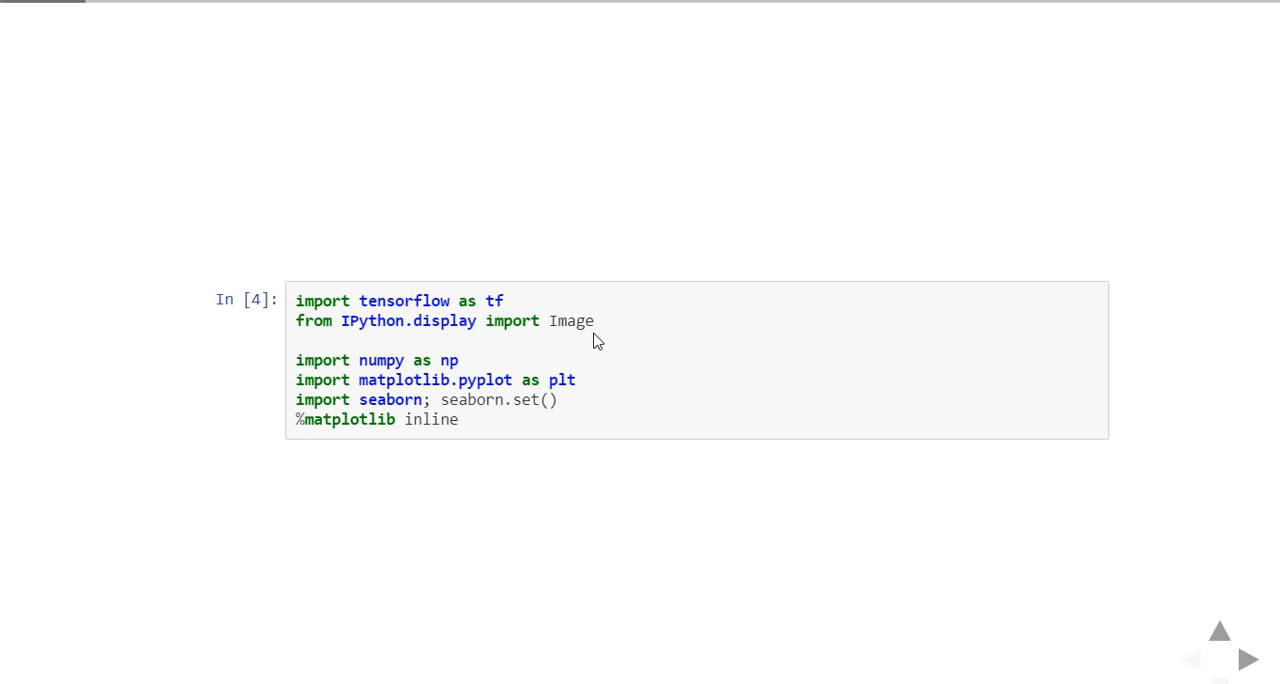 In [4]:
import tensorflow as tf
from IPython.display import Image
import numpy as np
import matplotlib.pyplot as plt
import seaborn; seaborn.set()
%matplotlib inline